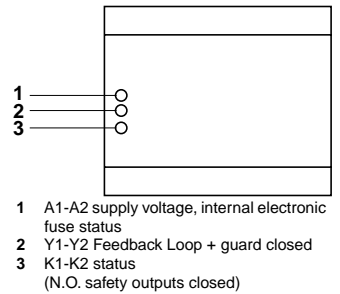 1
2
3
1 A1-A2 supply voltage, internal electronic
fuse status
2 Y1-Y2 Feedback Loop + guard closed
3 K1-K2 status
(N.O. safety outputs closed)